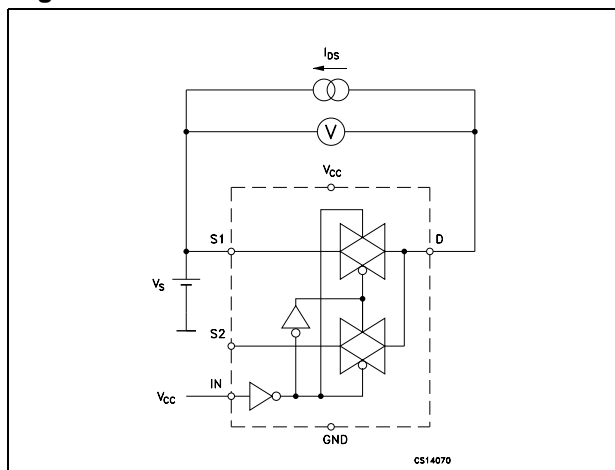 I_DS
V
V_CC
S1
D
V_S
S2
IN
V_CC
GND
CS14070